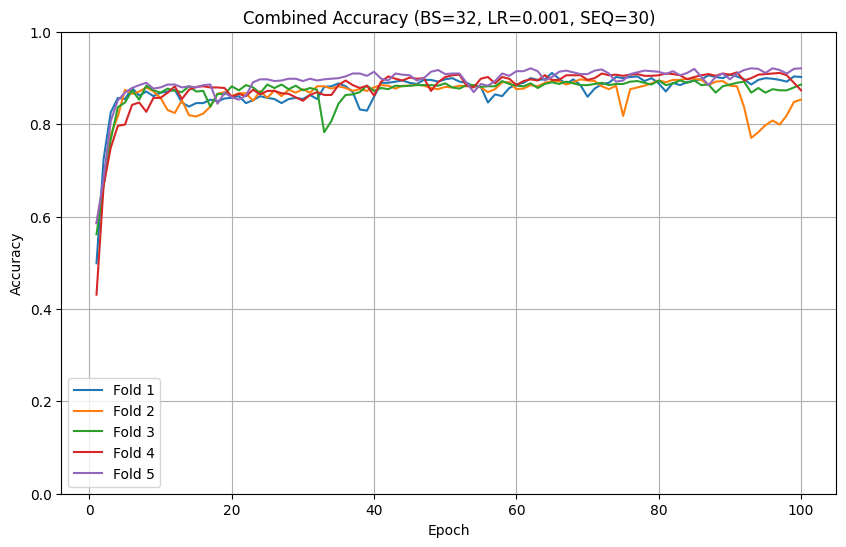 Combined Accuracy (BS=32, LR=0.001, SEQ=30)
1.0
0.8
0.6
0.4
0.2
0.0
Accuracy
Fold 1
Fold 2
Fold 3
Fold 4
Fold 5
0 20 40 60 80 100
Epoch